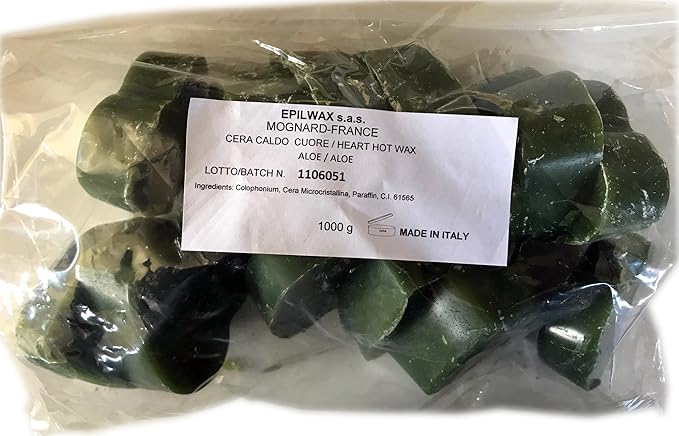 EPILWAX s.a.s.
MOGNARD-FRANCE
CERA CALDO CUORE / HEART HOT WAX
ALOE / ALOE
LOTTO/BATCH N. 1106051
Ingredients: Colophonium, Cera Microcristallina, Paraffin, C.I. 61565
1000 g MADE IN ITALY